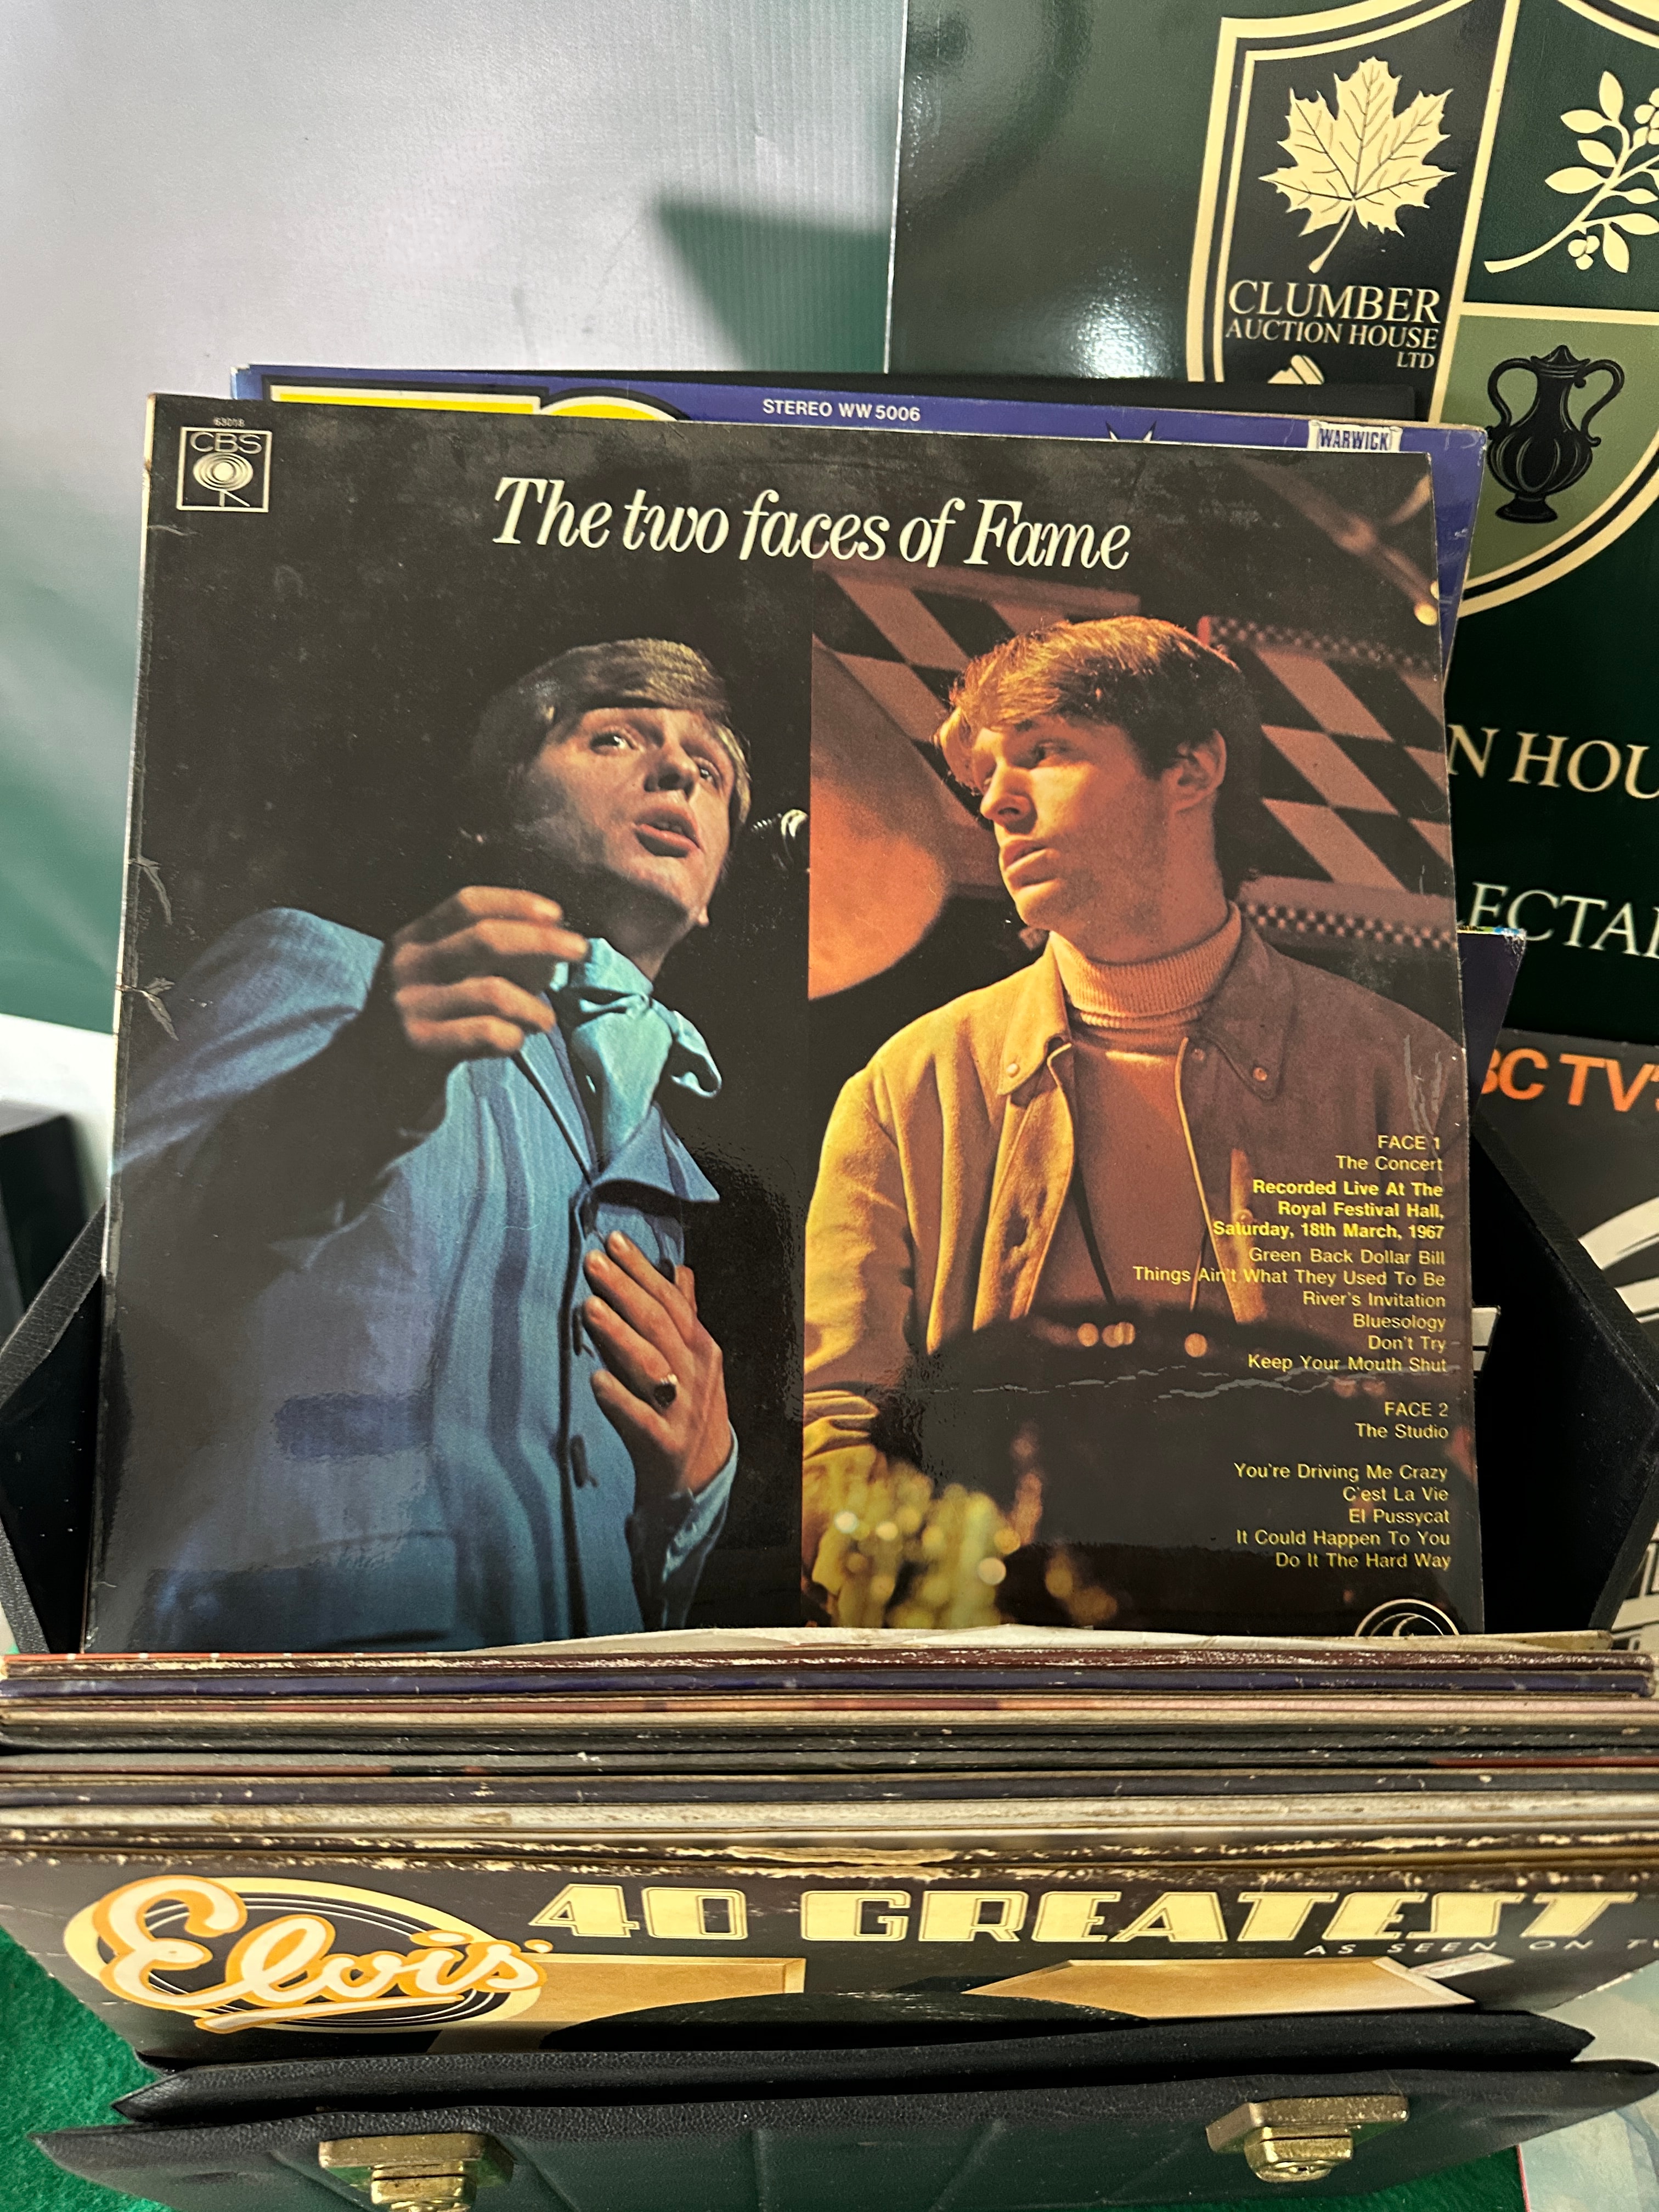 CLUMBER
AUCTION HOUSE
LTD
STEREO WW 5006
WARWICK
63018
CBS
The two faces of Fame
N HOU
LECTA
BC TV'
FACE 1
The Concert
Recorded Live At The
Royal Festival Hall,
Saturday, 18th March, 1967
Green Back Dollar Bill
Things Ain't What They Used To Be
River's Invitation
Bluesology
Don't Try
Keep Your Mouth Shut
FACE 2
The Studio
You're Driving Me Crazy
C'est La Vie
El Pussycat
It Could Happen To You
Do It The Hard Way
Elvis'
40 GREATEST
AS SEEN ON TV